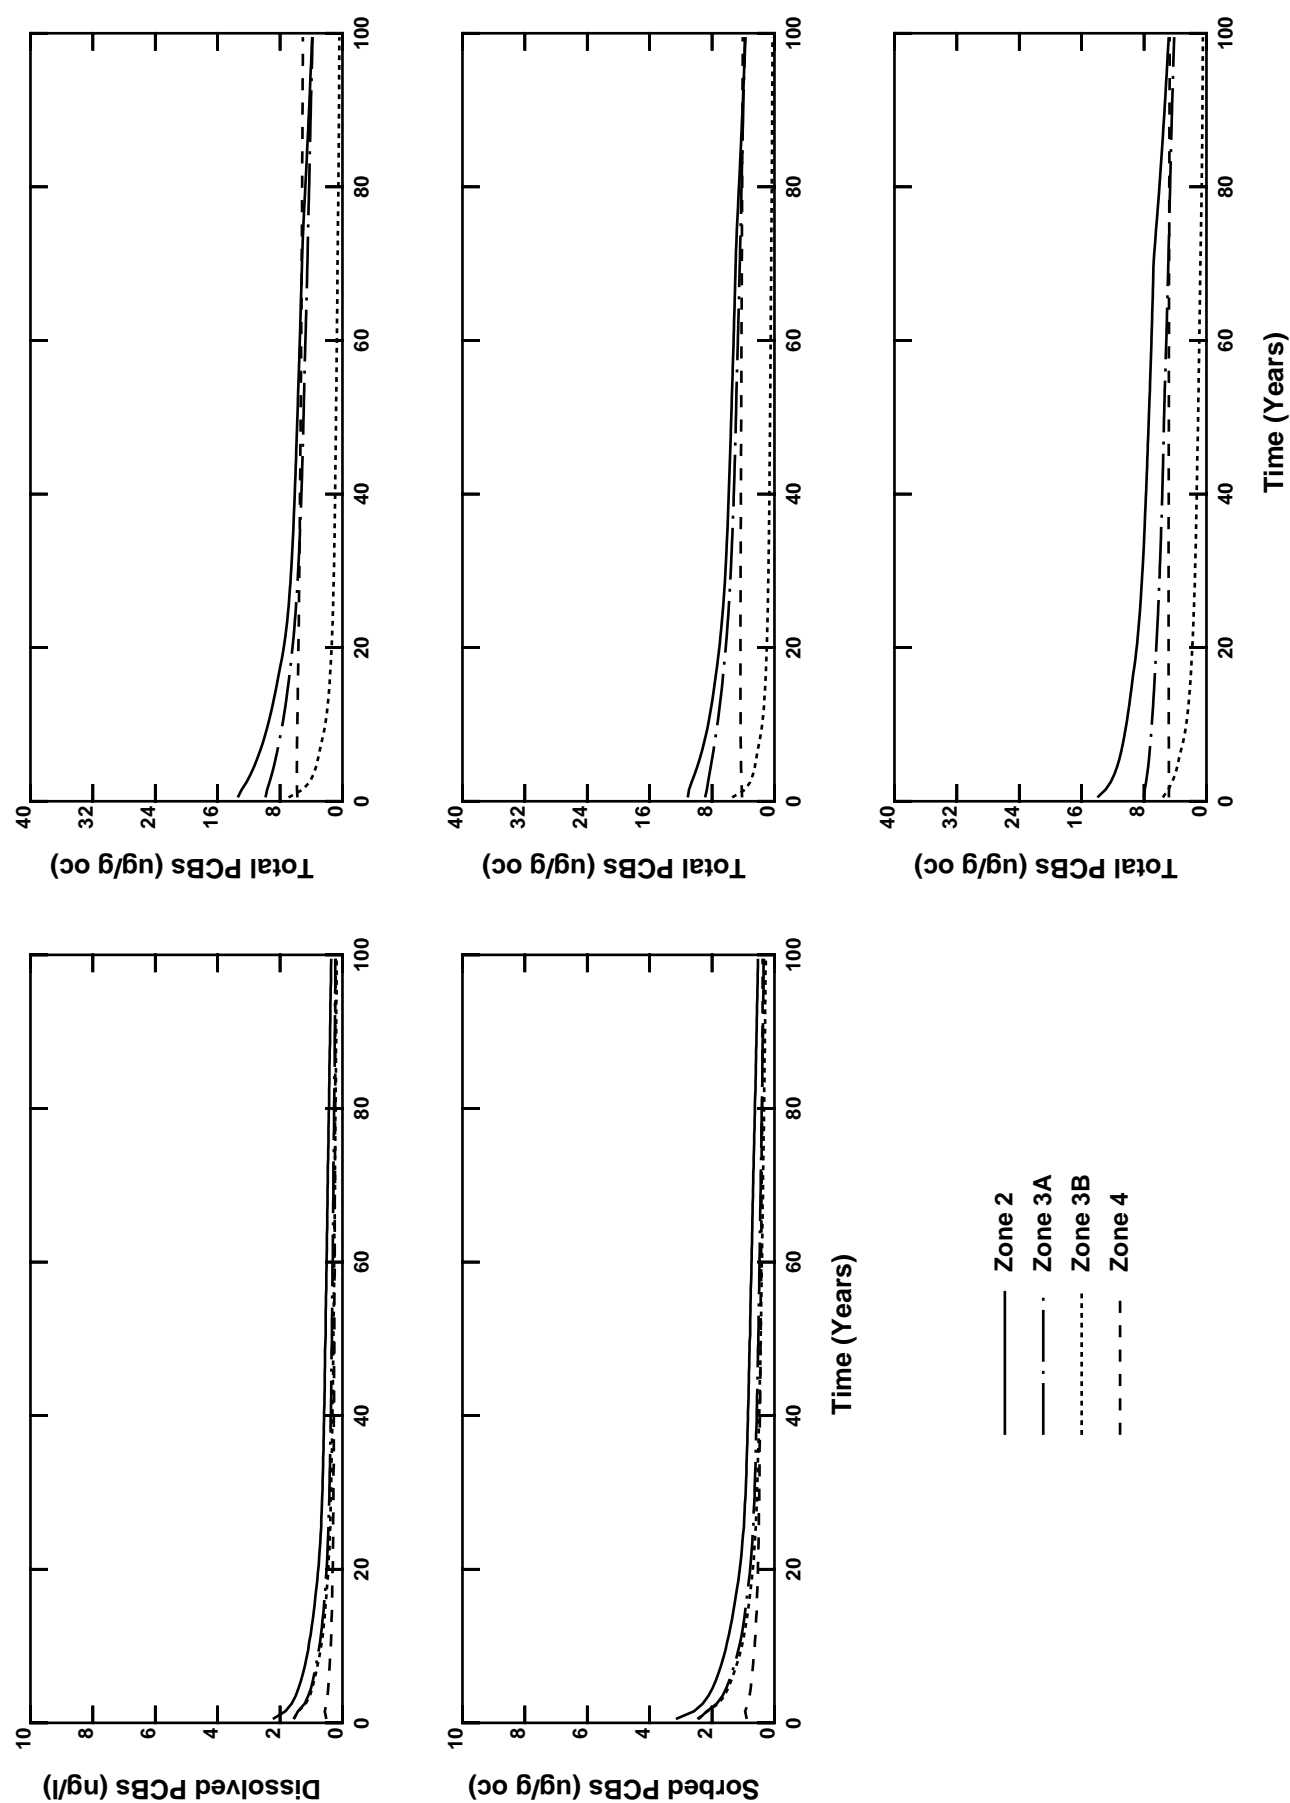 Dissolved PCBs (ng/l)
10
8
6
4
2
0
0 20 40 60 80 100
Total PCBs (ug/g oc)
40
32
24
16
8
0
0 20 40 60 80 100
Sorbed PCBs (ug/g oc)
10
8
6
4
2
0
0 20 40 60 80 100
Time (Years)
Total PCBs (ug/g oc)
40
32
24
16
8
0
0 20 40 60 80 100
Zone 2
Zone 3A
Zone 3B
Zone 4
Total PCBs (ug/g oc)
40
32
24
16
8
0
0 20 40 60 80 100
Time (Years)